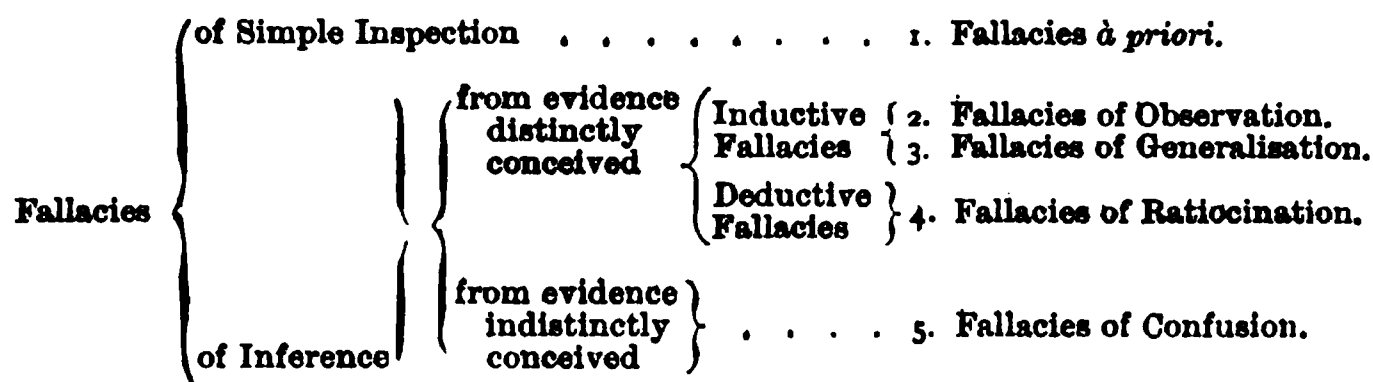 of Simple Inspection . . . . . . . . 1. Fallacies à priori.
from evidence distinctly conceived
Inductive Fallacies
2. Fallacies of Observation.
3. Fallacies of Generalisation.
Fallacies
Deductive Fallacies
4. Fallacies of Ratiocination.
from evidence indistinctly conceived
. . . . 5. Fallacies of Confusion.
of Inference